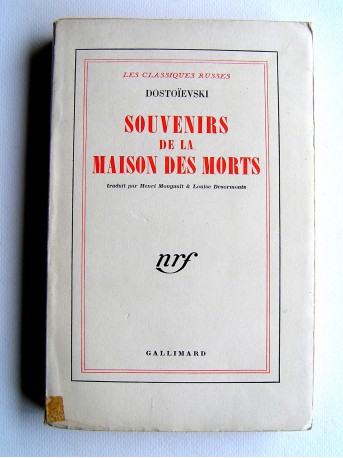 LES CLASSIQUES RUSSES
DOSTOÏEVSKI
SOUVENIRS
DE LA
MAISON DES MORTS
traduit par Henri Mongault & Louise Desormonts
nrf
GALLIMARD